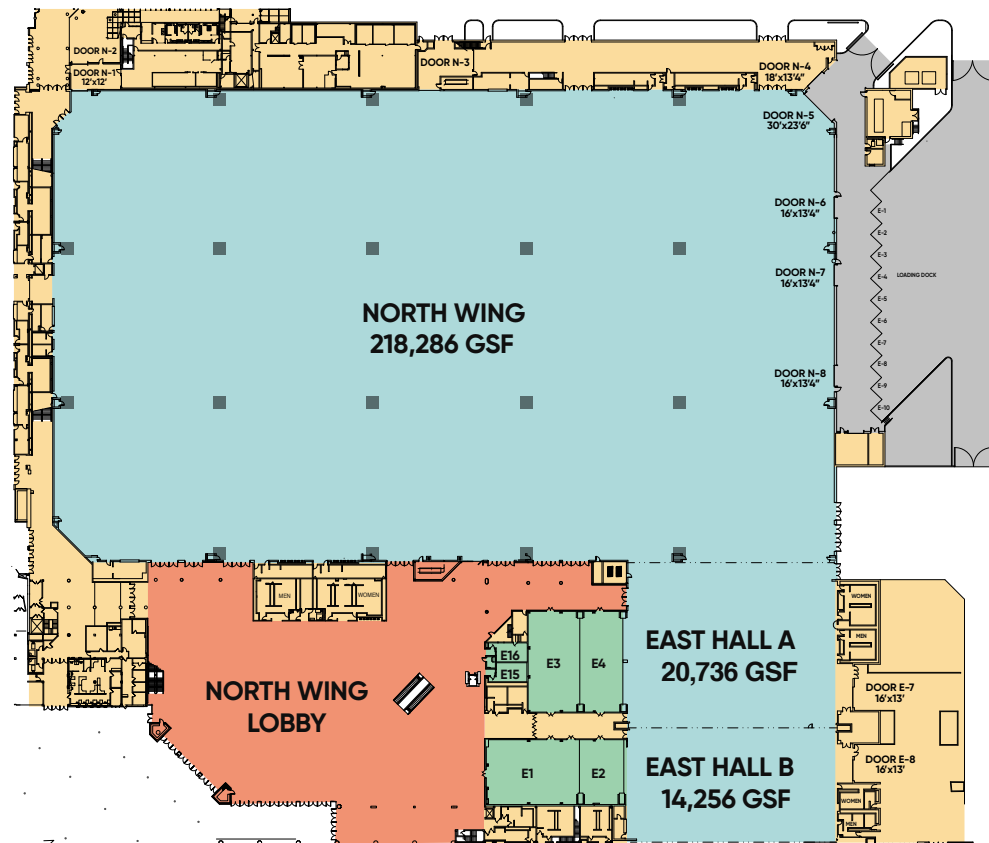 DOOR N-2
DOOR N-1
12'x12'
DOOR N-3
DOOR N-4
18'x13'4"
DOOR N-5
30'x23'6"
DOOR N-6
16'x13'4"
DOOR N-7
16'x13'4"
DOOR N-8
16'x13'4"
E-1
E-2
E-3
E-4
LOADING DOCK
E-5
E-6
E-7
E-8
E-9
E-10
NORTH WING
218,286 GSF
MEN
WOMEN
WOMEN
MEN
E16
E15
E3
E4
EAST HALL A
20,736 GSF
NORTH WING
LOBBY
DOOR E-7
16'x13'
E1
E2
EAST HALL B
14,256 GSF
DOOR E-8
16'x13'
WOMEN
MEN